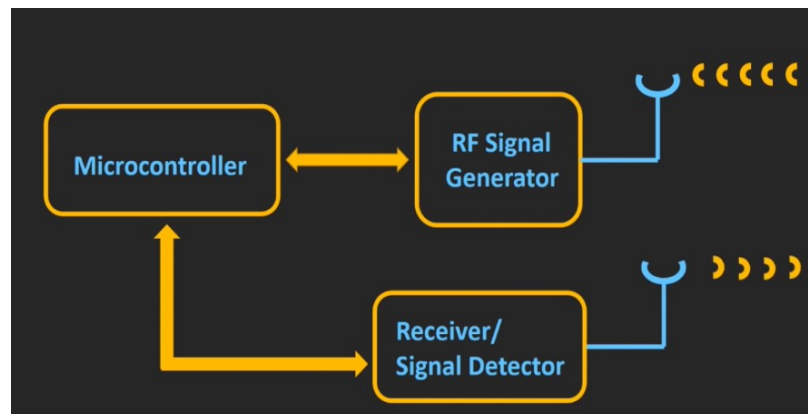 Microcontroller
RF Signal
Generator
Receiver/
Signal Detector